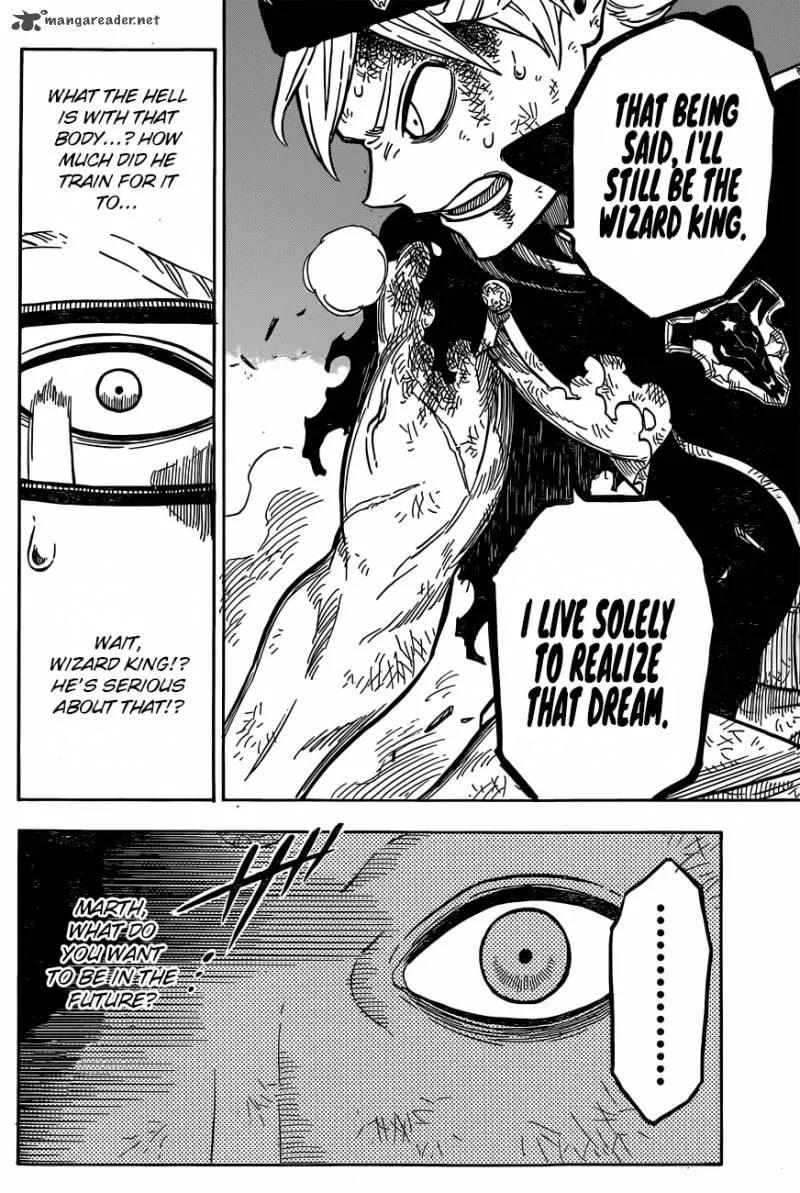 mangareader.net
THAT BEING
SAID, I'LL
STILL BE THE
WIZARD KING.
I LIVE SOLELY
TO REALIZE
THAT DREAM.
WHAT THE HELL
IS WITH THAT
BODY...? HOW
MUCH DID HE
TRAIN FOR IT
TO...
WAIT,
WIZARD KING!?
HE'S SERIOUS
ABOUT THAT!?
..........
MARTH,
WHAT DO
YOU WANT
TO BE IN THE
FUTURE?